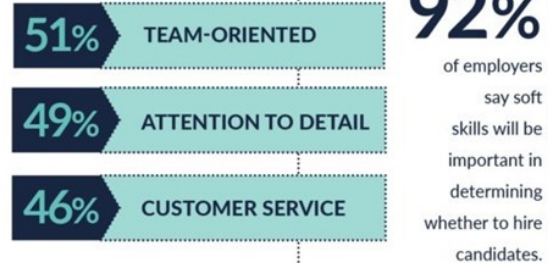 51% TEAM-ORIENTED
49% ATTENTION TO DETAIL
46% CUSTOMER SERVICE
92%
of employers
say soft
skills will be
important in
determining
whether to hire
candidates.